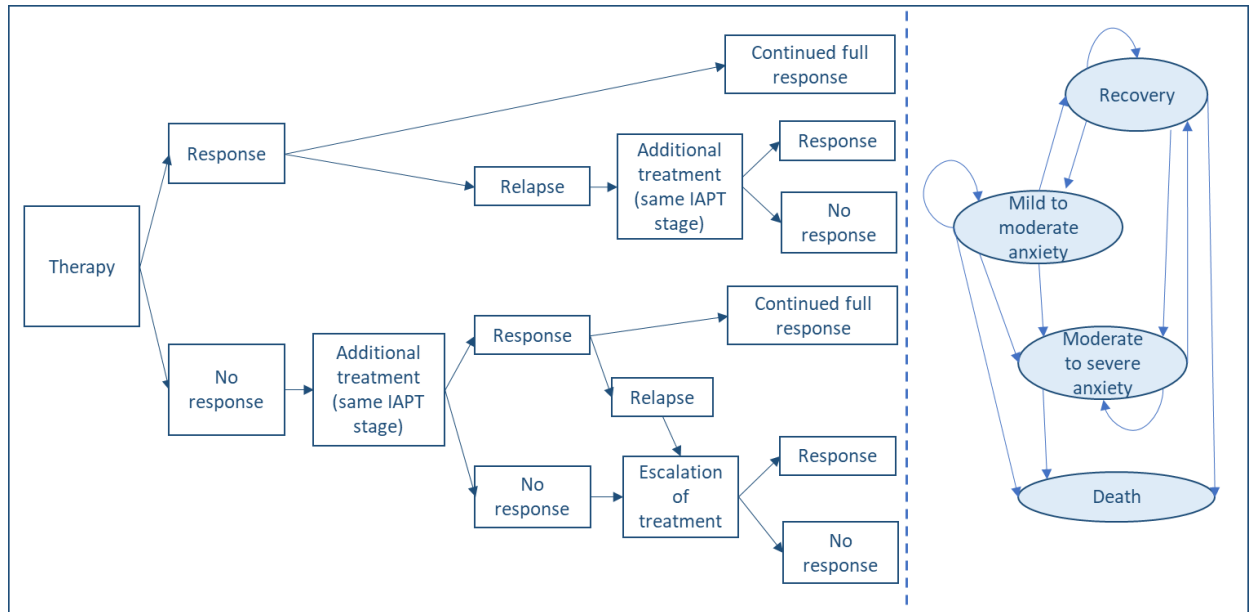 Continued full
response
Response
Relapse
Additional
treatment
(same IAPT
stage)
Response
No
response
Therapy
No
response
Additional
treatment
(same IAPT
stage)
Response
Continued full
response
Relapse
No
response
Escalation
of
treatment
Response
No
response
Recovery
Mild to
moderate
anxiety
Moderate
to severe
anxiety
Death